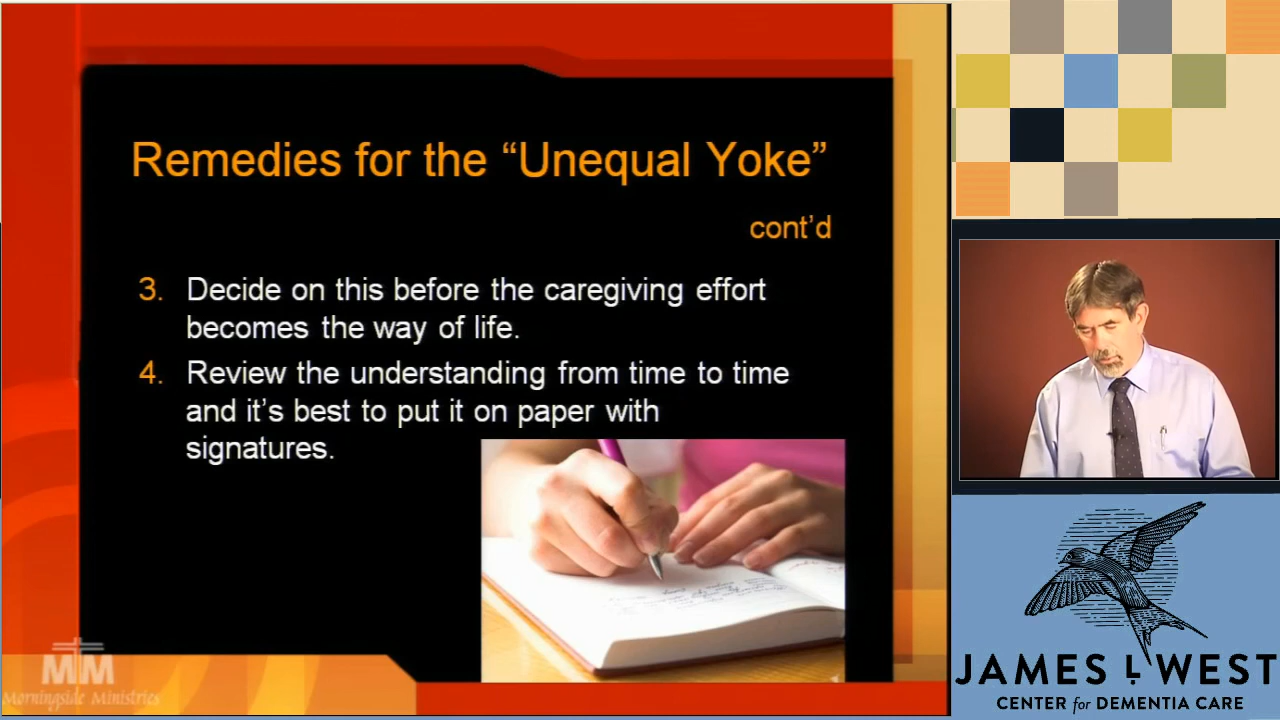 Remedies for the “Unequal Yoke”
cont’d
3. Decide on this before the caregiving effort
becomes the way of life.
4. Review the understanding from time to time
and it’s best to put it on paper with
signatures.
MM
Morningside Ministries
JAMES L WEST
CENTER for DEMENTIA CARE